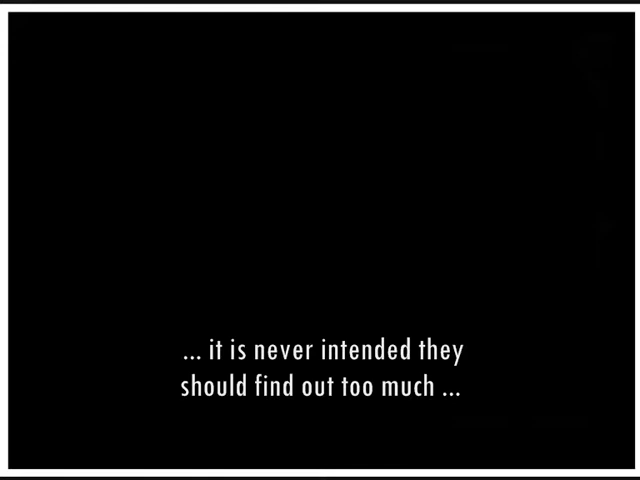 ... it is never intended they
should find out too much ...